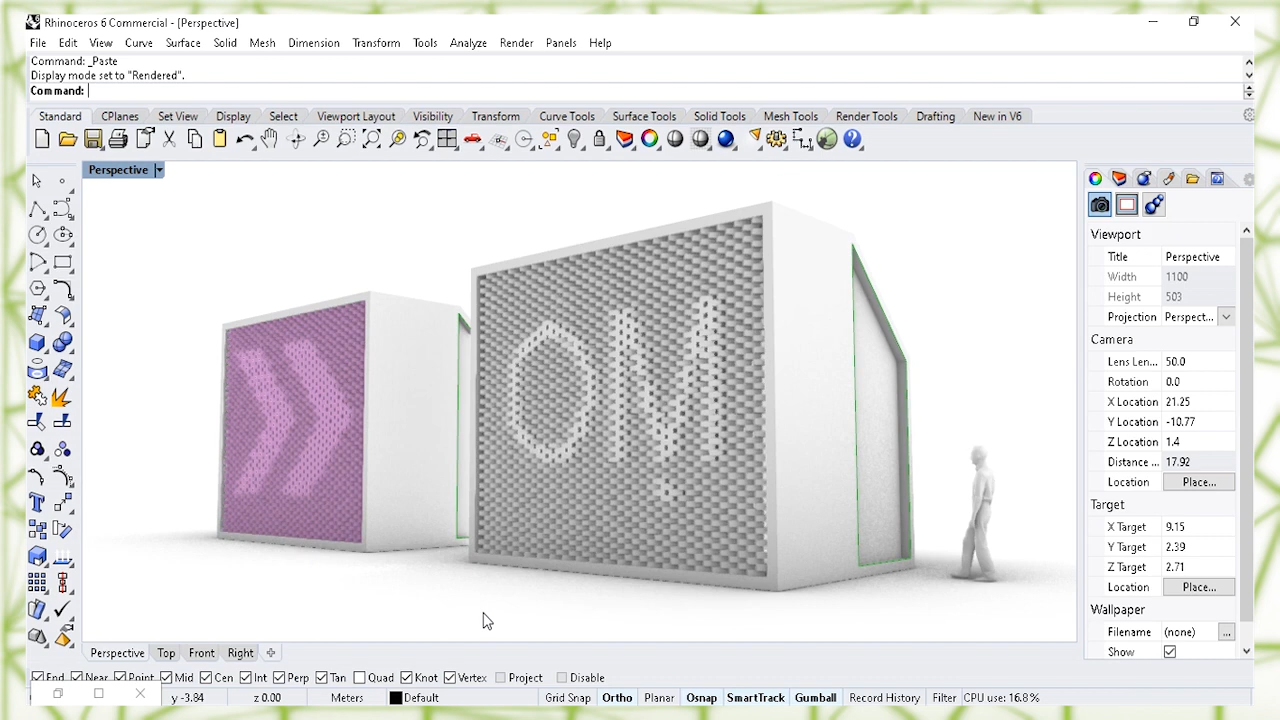 Rhinoceros 6 Commercial - [Perspective]
File Edit View Curve Surface Solid Mesh Dimension Transform Tools Analyze Render Panels Help
Command: _Paste
Display mode set to "Rendered".
Command:
Standard CPlanes Set View Display Select Viewport Layout Visibility Transform Curve Tools Surface Tools Solid Tools Mesh Tools Render Tools Drafting New in V6
Perspective
Viewport
Title Perspective
Width 1100
Height 503
Projection Perspect...
Camera
Lens Len... 50.0
Rotation 0.0
X Location 21.25
Y Location -10.77
Z Location 1.4
Distance ... 17.92
Location Place...
Target
X Target 9.15
Y Target 2.39
Z Target 2.71
Location Place...
Wallpaper
Filename (none) ...
Show
OM
Perspective Top Front Right
End Near Point Mid Cen Int Perp Tan Quad Knot Vertex Project Disable
y -3.84 z 0.00 Meters Default Grid Snap Ortho Planar Osnap SmartTrack Gumball Record History Filter CPU use: 16.8 %